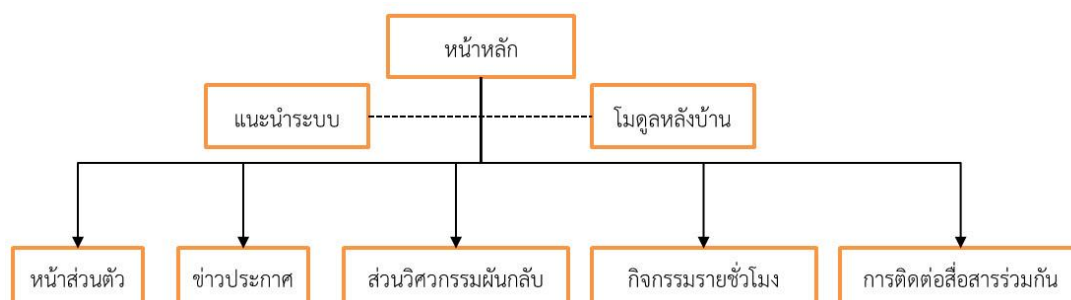 หน้าหลัก
แนะนำระบบ
โมดูลหลังบ้าน
หน้าส่วนตัว
ข่าวประกาศ
ส่วนวิศวกรรมผันกลับ
กิจกรรมรายชั่วโมง
การติดต่อสื่อสารร่วมกัน